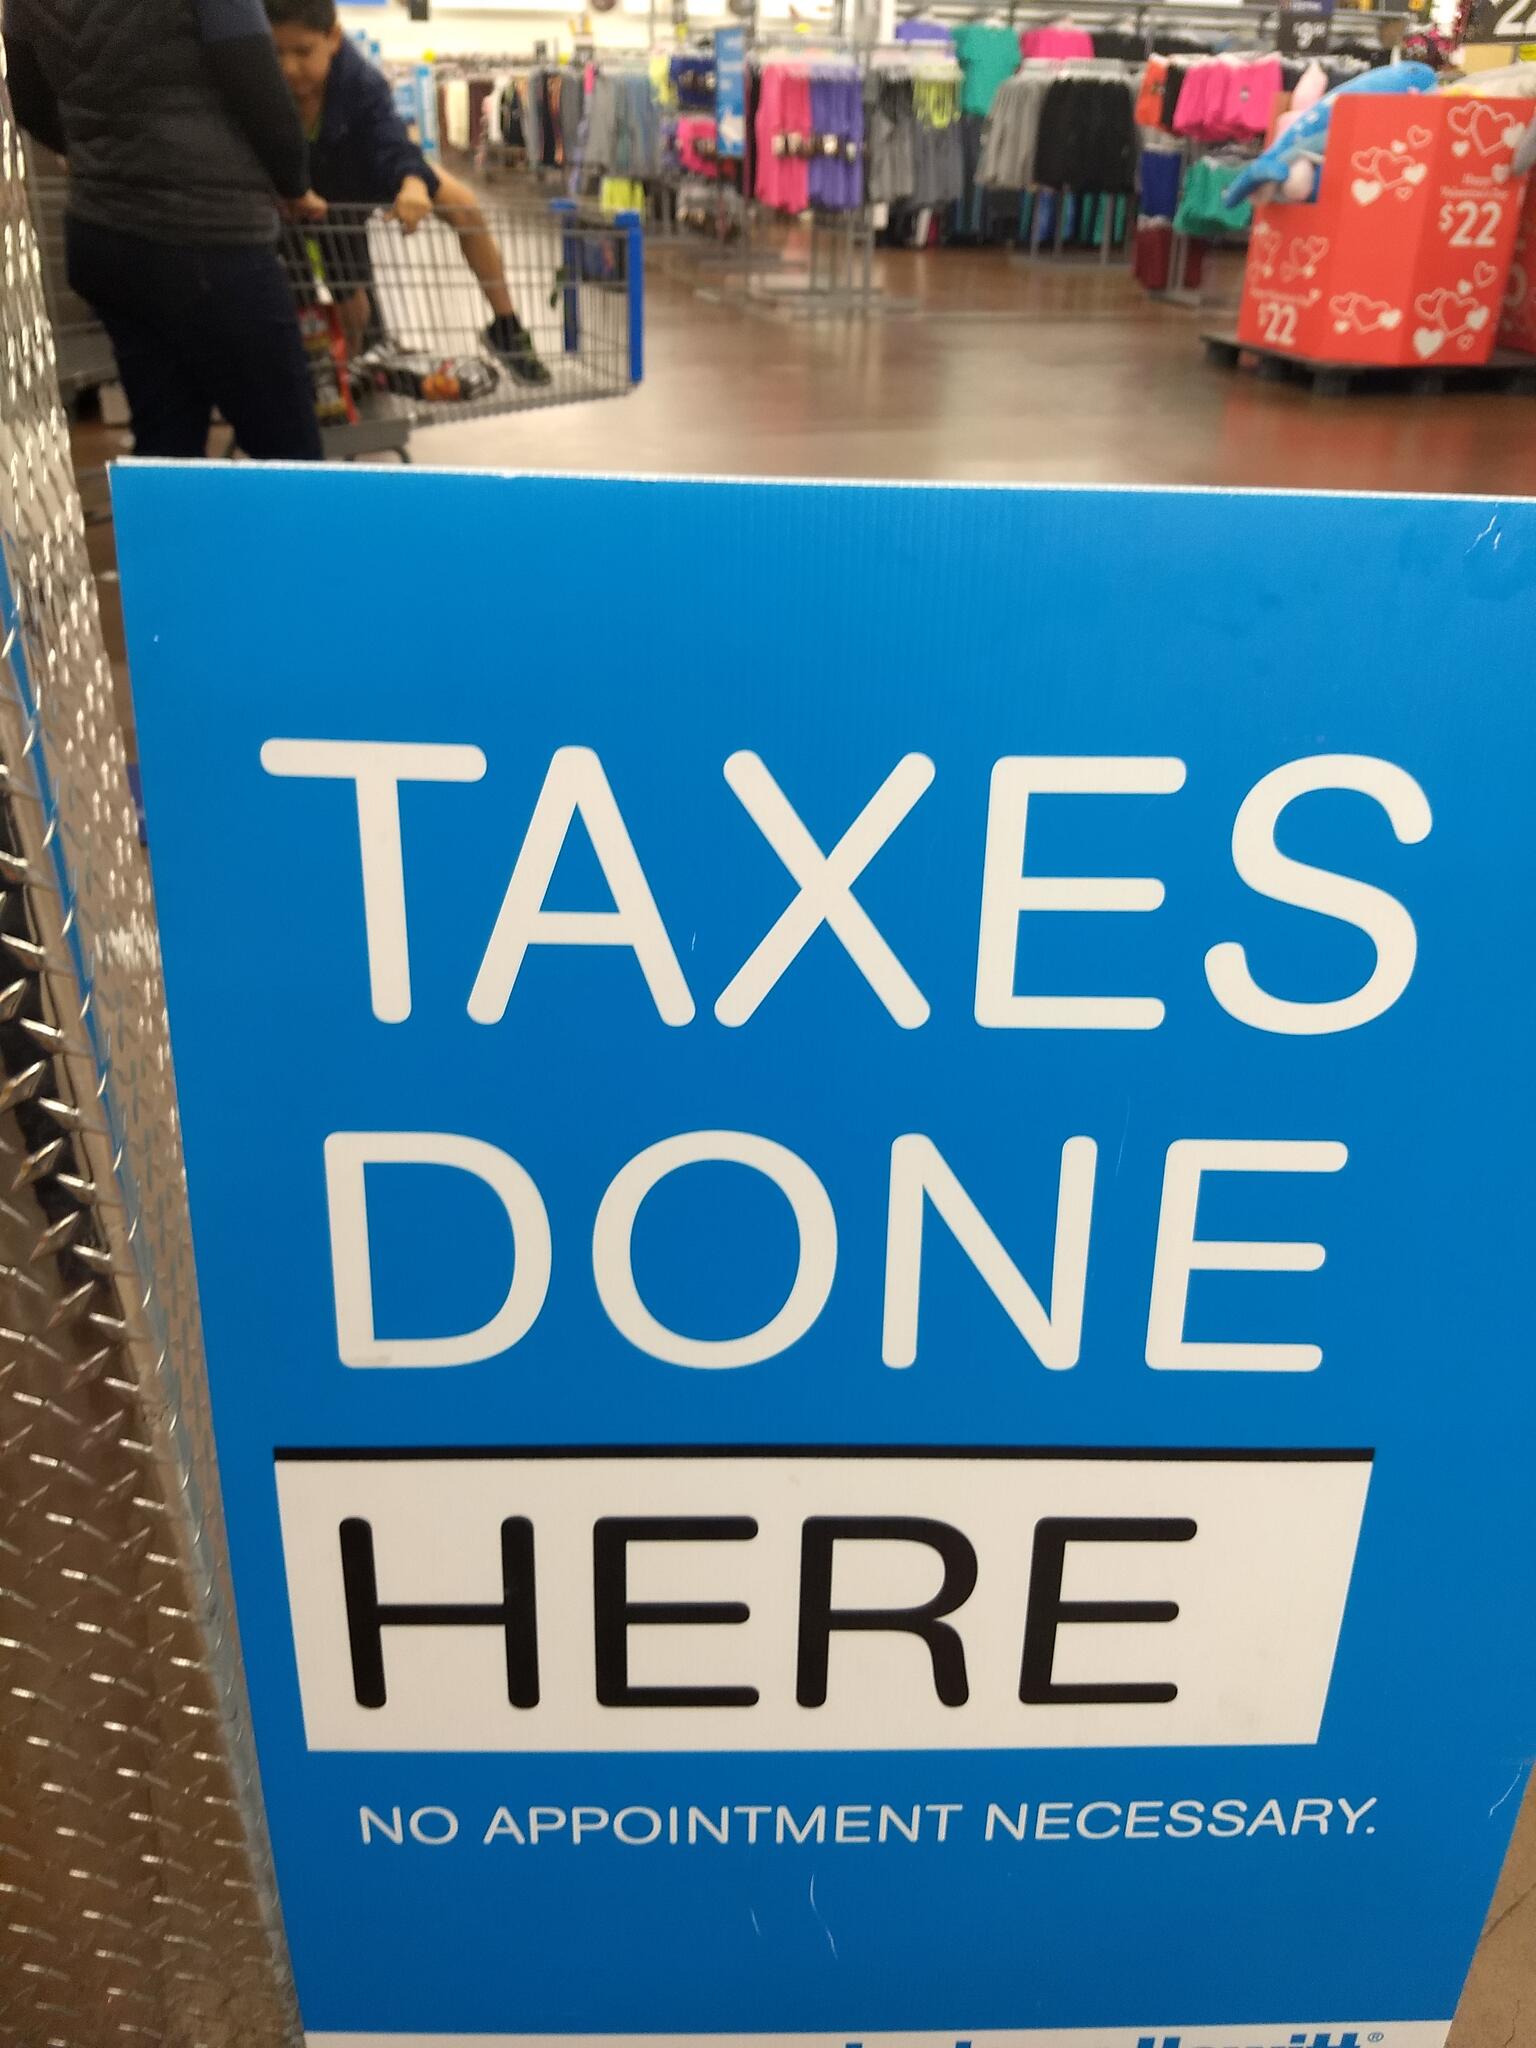 $22
$22
TAXES
DONE
HERE
NO APPOINTMENT NECESSARY.